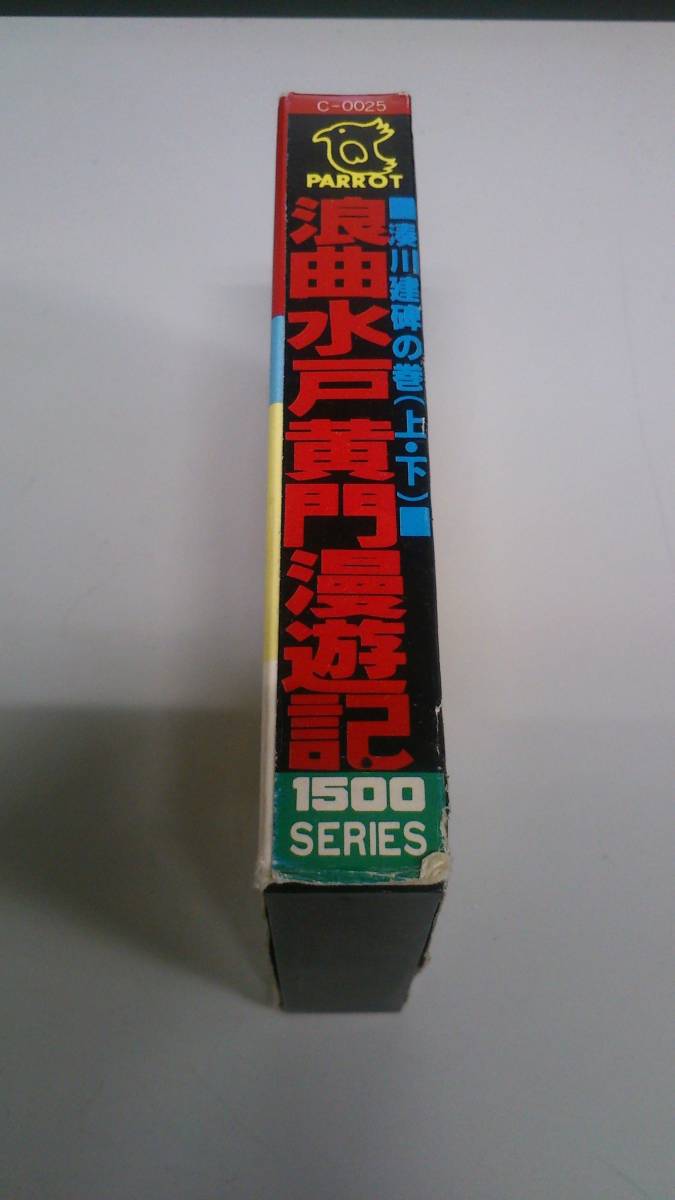 C-0025
PARROT
■湊川建碑の巻(上・下)■
浪曲水戸黄門漫遊記
1500
SERIES